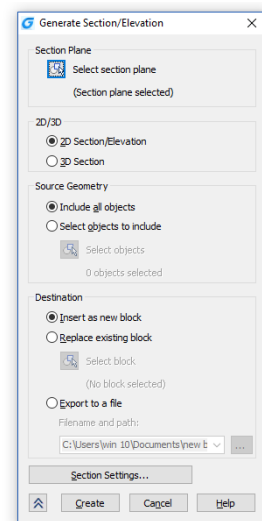 Generate Section/Elevation
Section Plane
Select section plane
(Section plane selected)
2D/3D
2D Section/Elevation
3D Section
Source Geometry
Include all objects
Select objects to include
Select objects
0 objects selected
Destination
Insert as new block
Replace existing block
Select block
(No block selected)
Export to a file
Filename and path:
C:\Users\win 10\Documents\new b
...
Section Settings...
Create Cancel Help